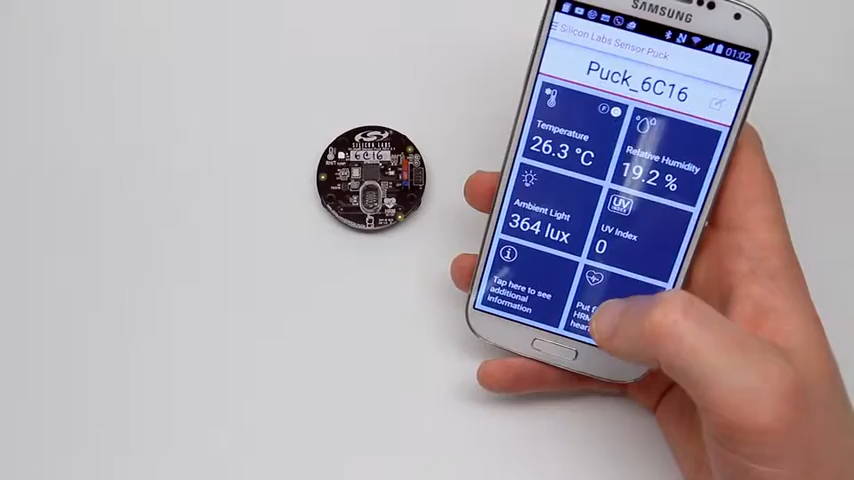 SAMSUNG
01:02
Silicon Labs Sensor Puck
Puck_6C16
Temperature
26.3 °C
Relative Humidity
19.2 %
Ambient Light
364 lux
UV
INDEX
UV Index
0
Tap here to see
additional
information
Put
HRM
SILICON LABS
6C16